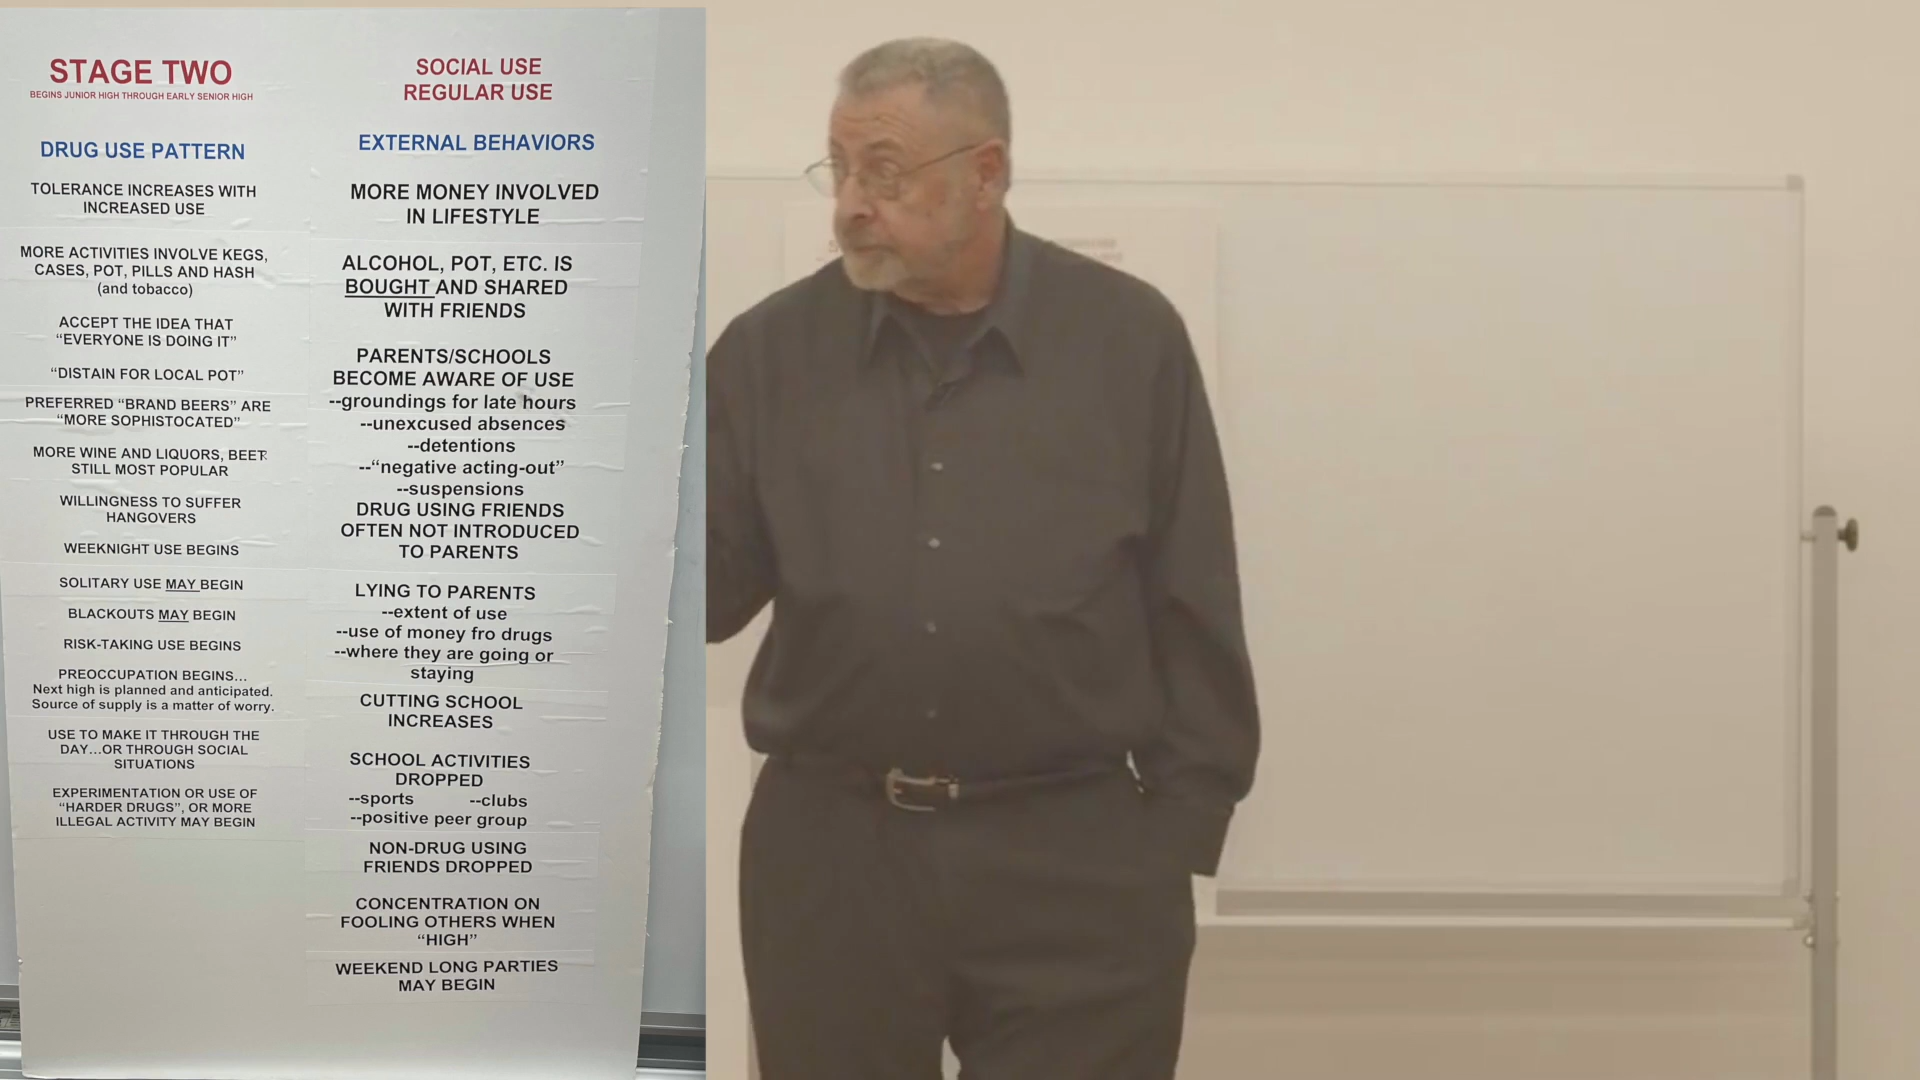 STAGE TWO
BEGINS JUNIOR HIGH THROUGH EARLY SENIOR HIGH
DRUG USE PATTERN
TOLERANCE INCREASES WITH
INCREASED USE
MORE ACTIVITIES INVOLVE KEGS,
CASES, POT, PILLS AND HASH
(and tobacco)
ACCEPT THE IDEA THAT
“EVERYONE IS DOING IT”
“DISTAIN FOR LOCAL POT”
PREFERRED “BRAND BEERS” ARE
“MORE SOPHISTOCATED”
MORE WINE AND LIQUORS, BEER
STILL MOST POPULAR
WILLINGNESS TO SUFFER
HANGOVERS
WEEKNIGHT USE BEGINS
SOLITARY USE MAY BEGIN
BLACKOUTS MAY BEGIN
RISK-TAKING USE BEGINS
PREOCCUPATION BEGINS…
Next high is planned and anticipated.
Source of supply is a matter of worry.
USE TO MAKE IT THROUGH THE
DAY…OR THROUGH SOCIAL
SITUATIONS
EXPERIMENTATION OR USE OF
“HARDER DRUGS”, OR MORE
ILLEGAL ACTIVITY MAY BEGIN
SOCIAL USE
REGULAR USE
EXTERNAL BEHAVIORS
MORE MONEY INVOLVED
IN LIFESTYLE
ALCOHOL, POT, ETC. IS
BOUGHT AND SHARED
WITH FRIENDS
PARENTS/SCHOOLS
BECOME AWARE OF USE
--groundings for late hours
--unexcused absences
--detentions
--“negative acting-out”
--suspensions
DRUG USING FRIENDS
OFTEN NOT INTRODUCED
TO PARENTS
LYING TO PARENTS
--extent of use
--use of money fro drugs
--where they are going or
staying
CUTTING SCHOOL
INCREASES
SCHOOL ACTIVITIES
DROPPED
--sports --clubs
--positive peer group
NON-DRUG USING
FRIENDS DROPPED
CONCENTRATION ON
FOOLING OTHERS WHEN
“HIGH”
WEEKEND LONG PARTIES
MAY BEGIN